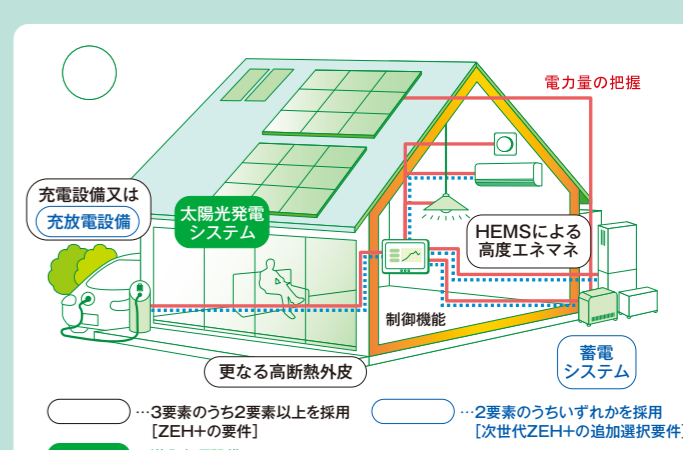 電力量の把握
充電設備又は
充放電設備
太陽光発電
システム
HEMSによる
高度エネマネ
制御機能
更なる高断熱外皮
蓄電
システム
…3要素のうち2要素以上を採用
[ZEH+の要件]
…2要素のうちいずれかを採用
[次世代ZEH+の追加選択要件]